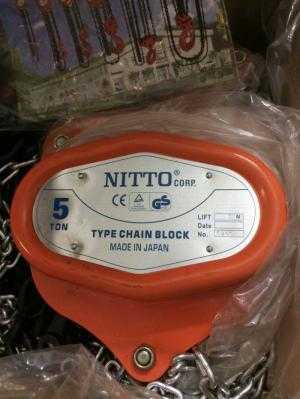 NITTO CORP.
CE GS
5
TON
LIFT M
Date
No.
TYPE CHAIN BLOCK
MADE IN JAPAN